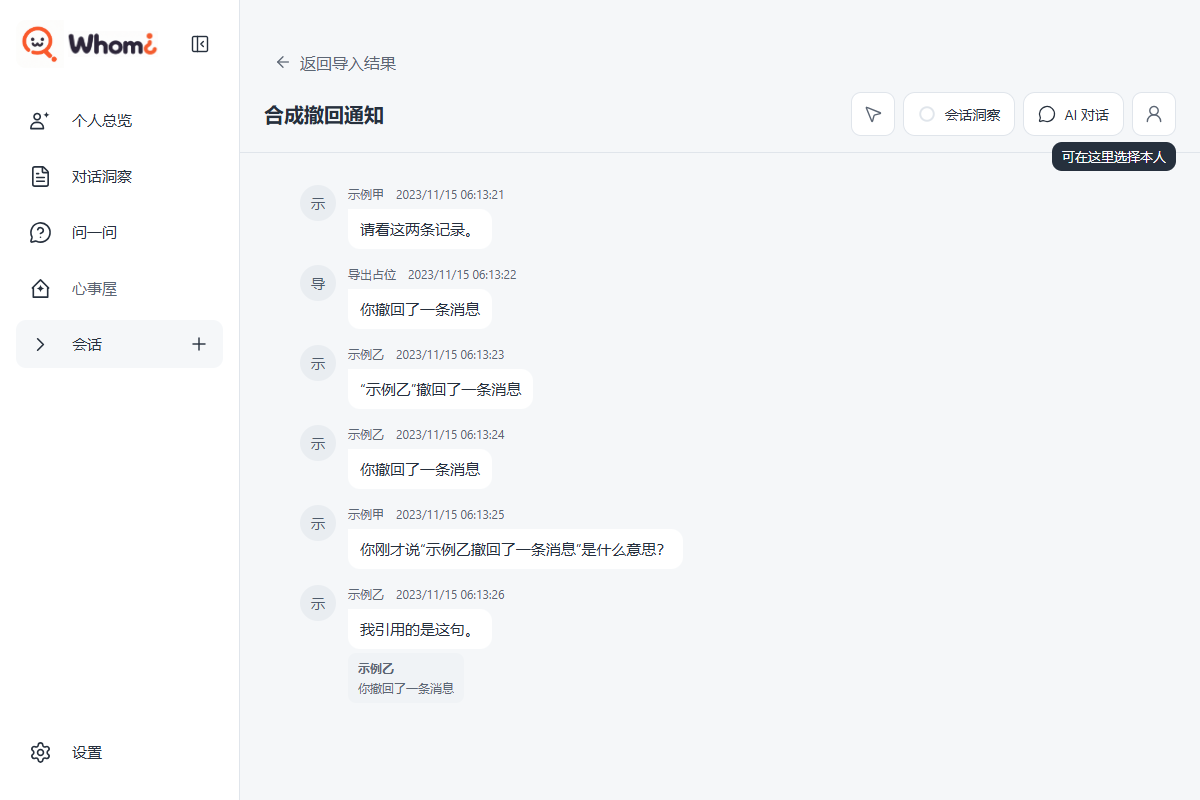 Whomi
返回导入结果
合成撤回通知
会话洞察
AI 对话
可在这里选择本人
个人总览
对话洞察
问一问
心事屋
会话
设置
示
示例甲 2023/11/15 06:13:21
请看这两条记录。
导
导出占位 2023/11/15 06:13:22
你撤回了一条消息
示
示例乙 2023/11/15 06:13:23
“示例乙”撤回了一条消息
示
示例乙 2023/11/15 06:13:24
你撤回了一条消息
示
示例甲 2023/11/15 06:13:25
你刚才说“示例乙撤回了一条消息”是什么意思？
示
示例乙 2023/11/15 06:13:26
我引用的是这句。
示例乙
你撤回了一条消息